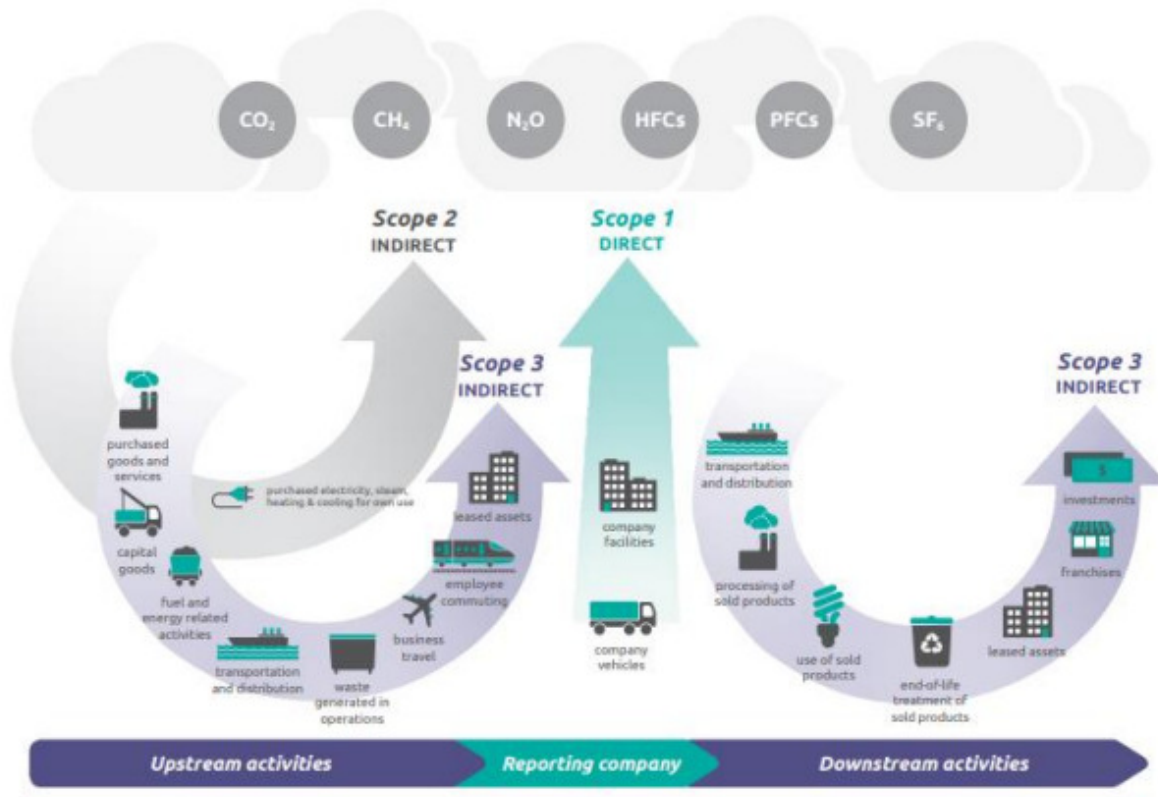 CO₂
CH₄
N₂O
HFCs
PFCs
SF₆
Scope 2
INDIRECT
Scope 1
DIRECT
Scope 3
INDIRECT
Scope 3
INDIRECT
purchased
goods and
services
capital
goods
fuel and
energy related
activities
purchased electricity, steam,
heating & cooling for own use
transportation
and distribution
waste
generated in
operations
business
travel
employee
commuting
leased assets
company
facilities
company
vehicles
transportation
and distribution
processing of
sold products
use of sold
products
end-of-life
treatment of
sold products
leased assets
franchises
$
investments
Upstream activities
Reporting company
Downstream activities